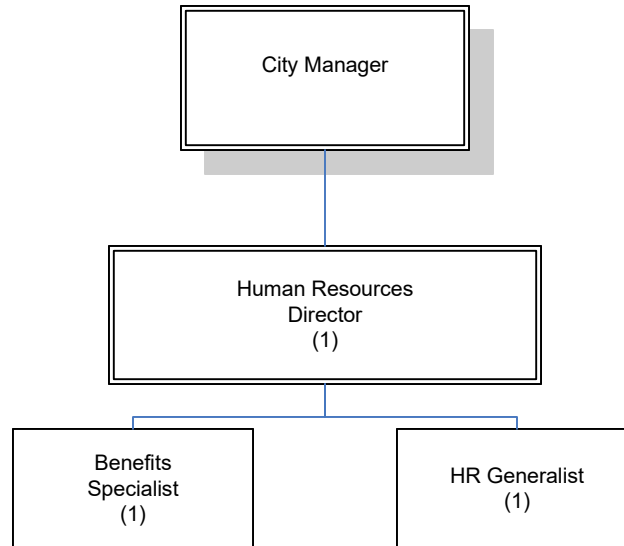 City Manager
Human Resources
Director
(1)
Benefits
Specialist
(1)
HR Generalist
(1)